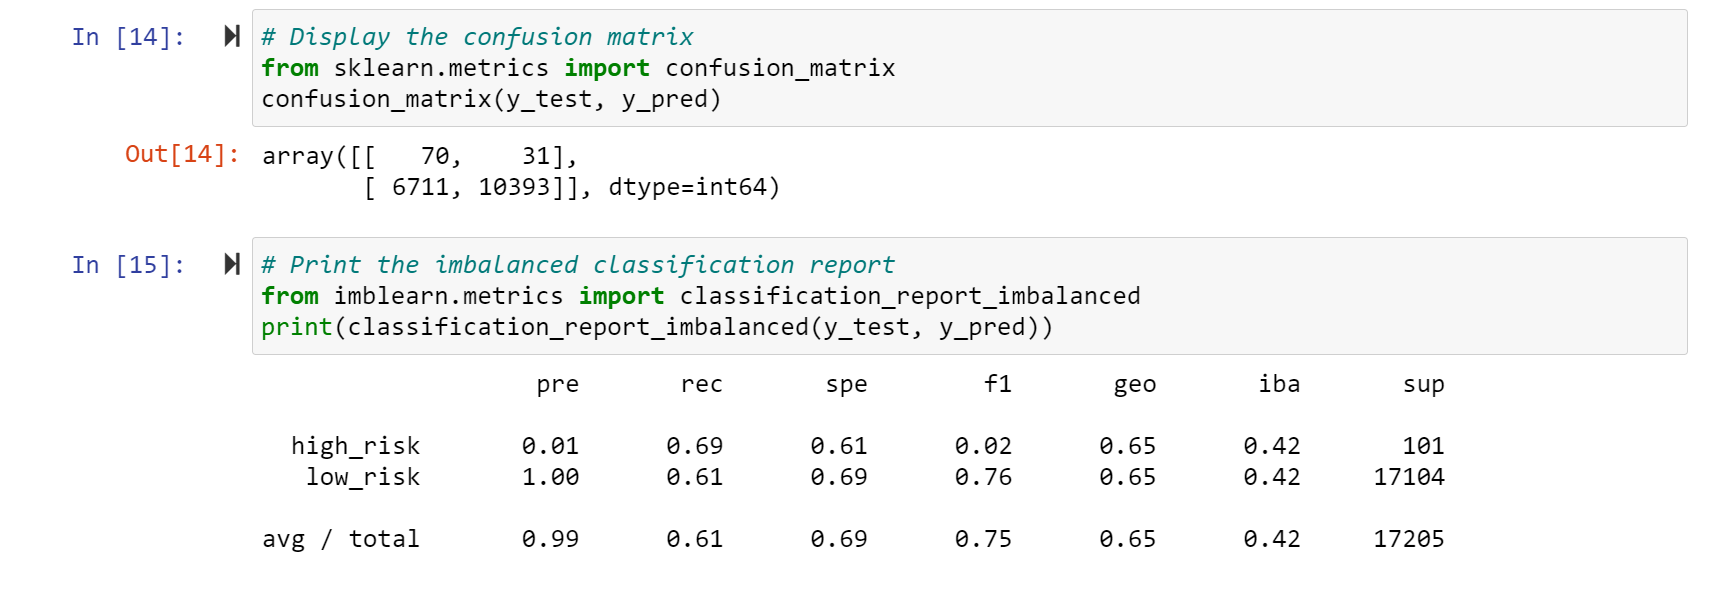 In [14]: # Display the confusion matrix
from sklearn.metrics import confusion_matrix
confusion_matrix(y_test, y_pred)
Out[14]: array([[   70,    31],
       [ 6711, 10393]], dtype=int64)
In [15]: # Print the imbalanced classification report
from imblearn.metrics import classification_report_imbalanced
print(classification_report_imbalanced(y_test, y_pred))
pre rec spe f1 geo iba sup
high_risk 0.01 0.69 0.61 0.02 0.65 0.42 101
low_risk 1.00 0.61 0.69 0.76 0.65 0.42 17104
avg / total 0.99 0.61 0.69 0.75 0.65 0.42 17205